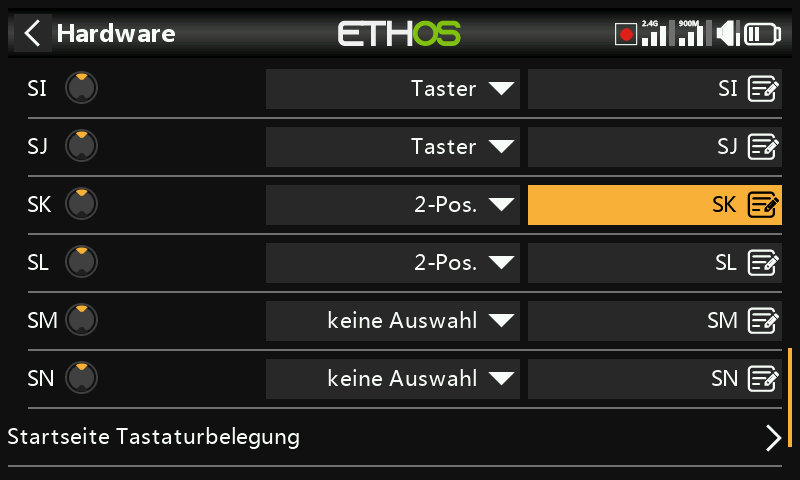 Hardware ETHOS 2.4G 900M
SI Taster SI
SJ Taster SJ
SK 2-Pos. SK
SL 2-Pos. SL
SM keine Auswahl SM
SN keine Auswahl SN
Startseite Tastaturbelegung